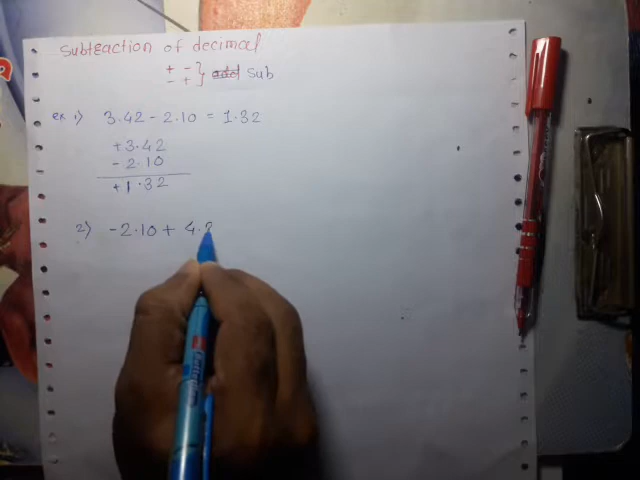 Subtraction of decimal
+ - } Sub
- +
ex 1) 3.42 - 2.10 = 1.32
+3.42
- 2.10
+1.32
2) -2.10 + 4.